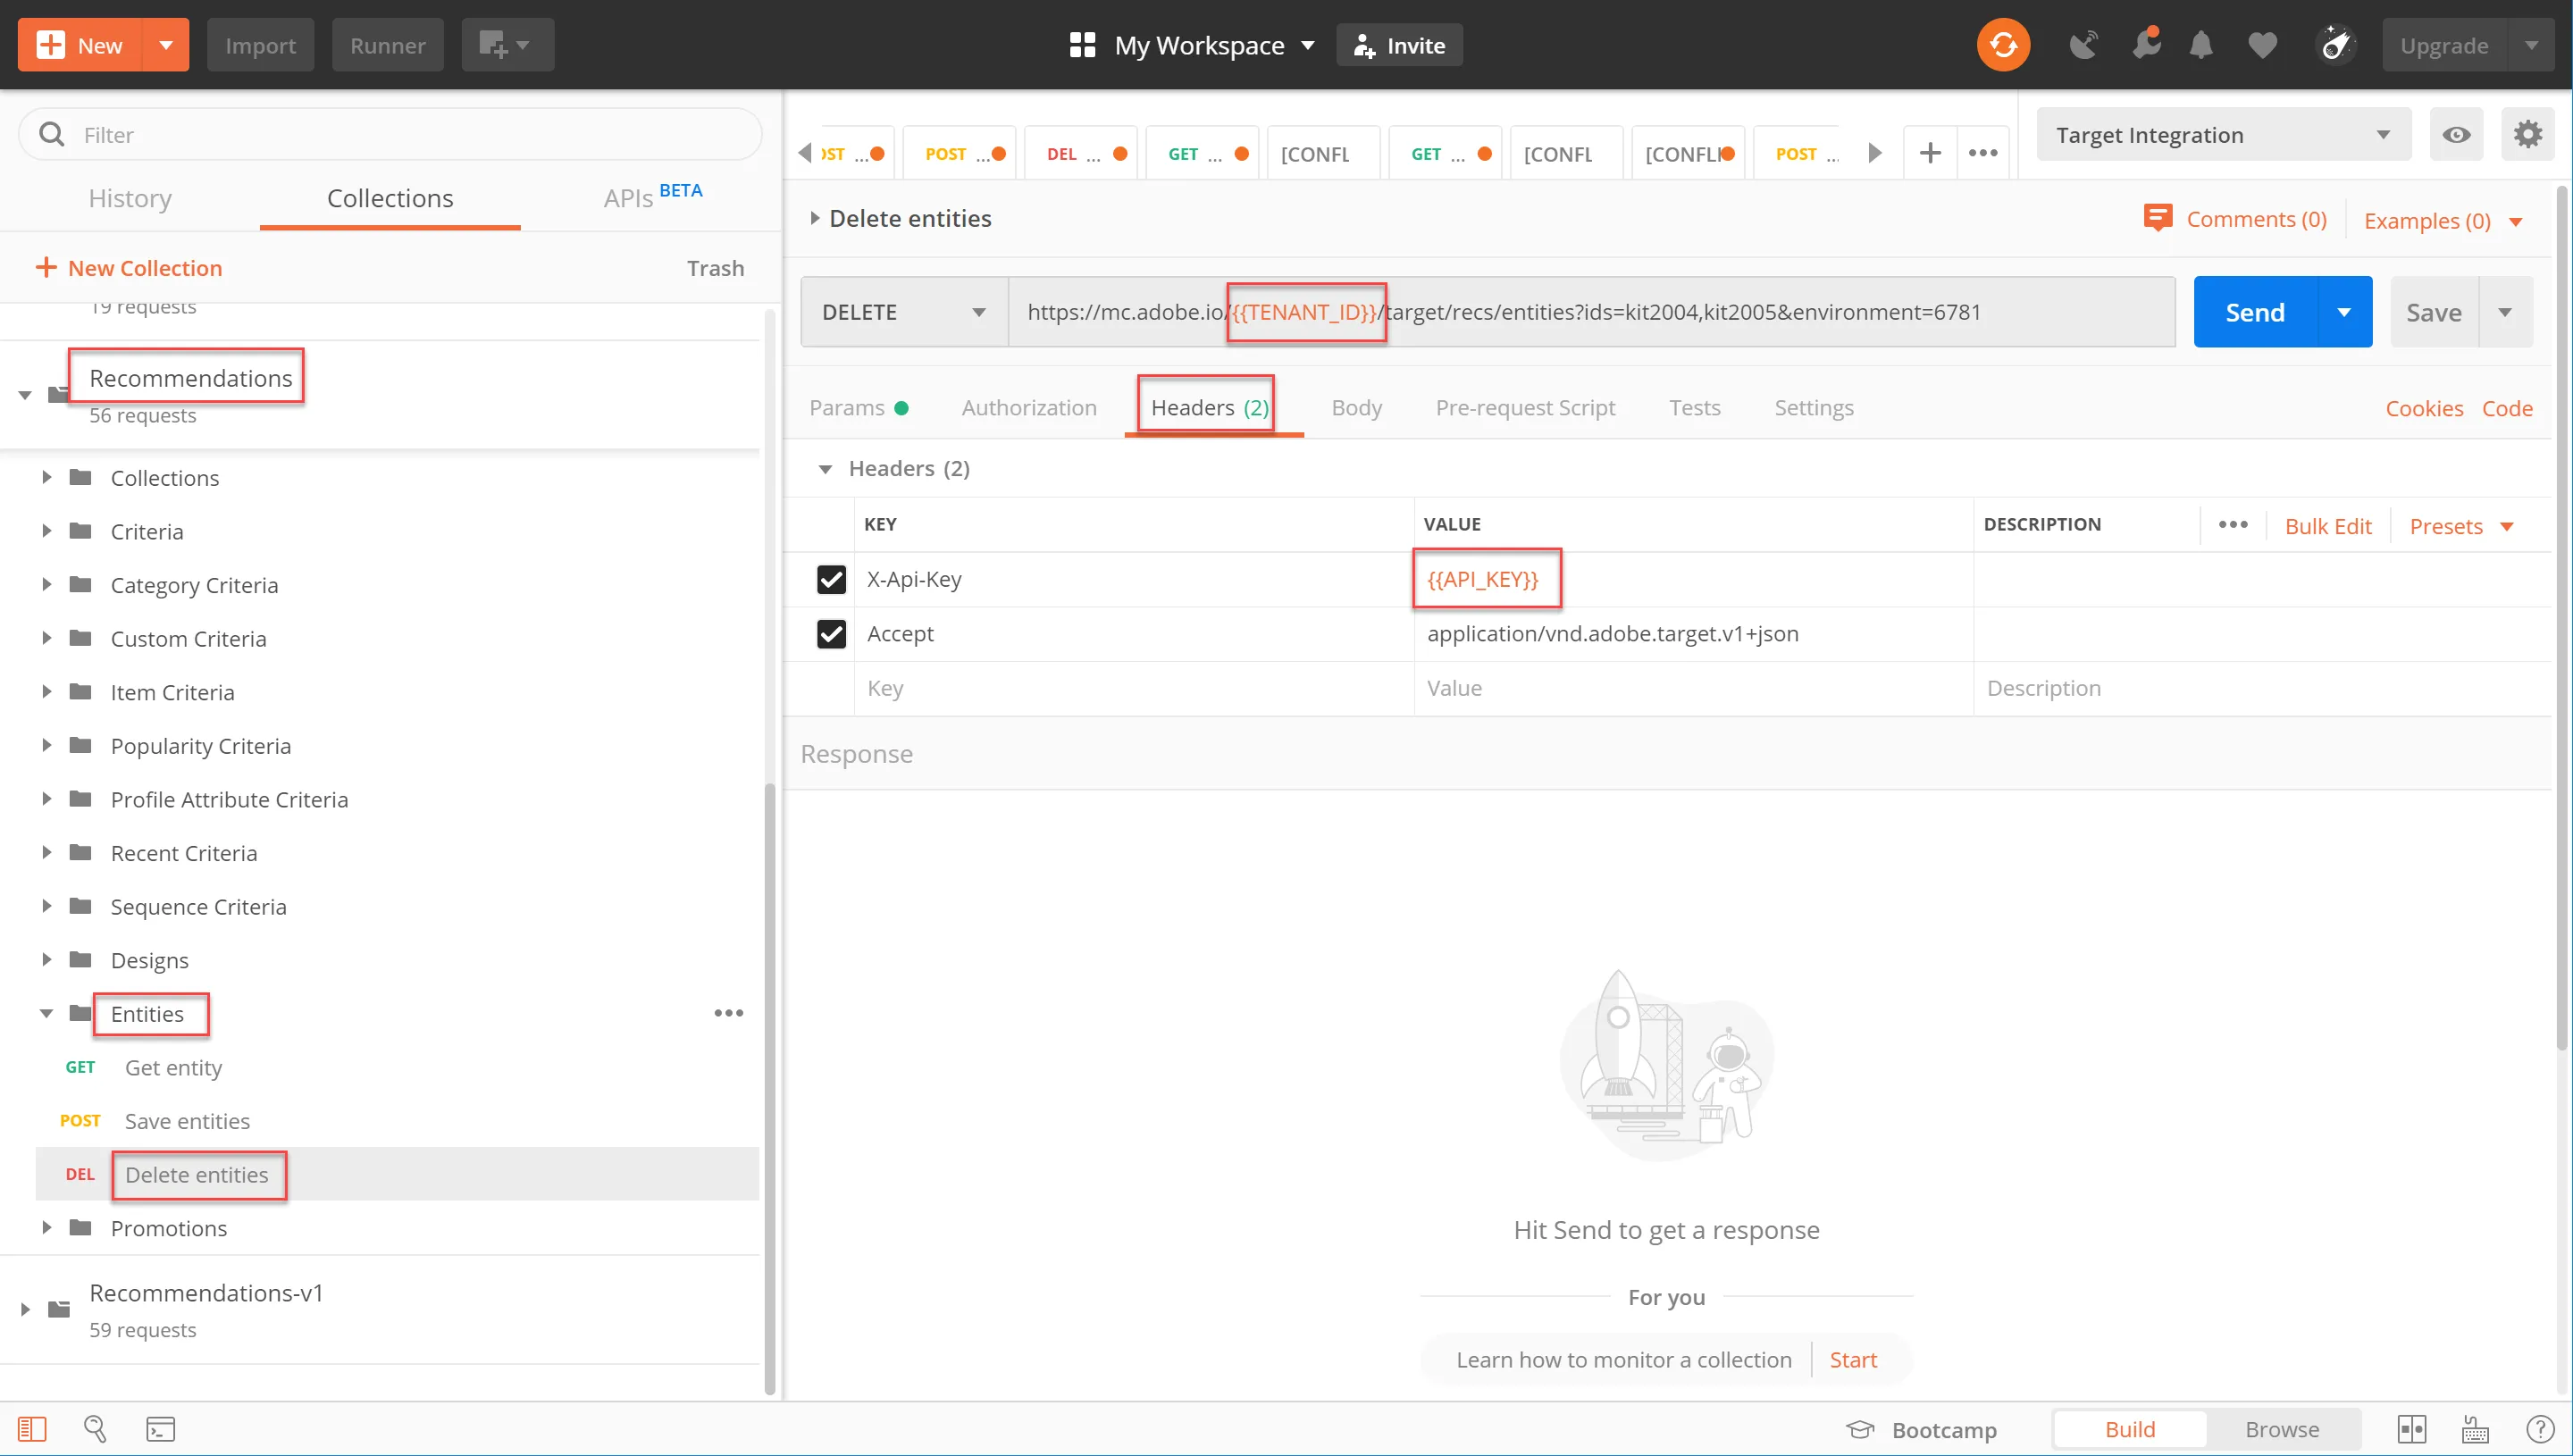 New
Import
Runner
My Workspace
Invite
Upgrade
Filter
History
Collections
APIs BETA
New Collection
Trash
19 requests
Recommendations
56 requests
Collections
Criteria
Category Criteria
Custom Criteria
Item Criteria
Popularity Criteria
Profile Attribute Criteria
Recent Criteria
Sequence Criteria
Designs
Entities
GET Get entity
POST Save entities
DEL Delete entities
Promotions
Recommendations-v1
59 requests
OST ... POST ... DEL ... GET ... [CONFL GET ... [CONFL [CONFLI POST ...
Target Integration
Delete entities
Comments (0)
Examples (0)
DELETE
https://mc.adobe.io/{{TENANT_ID}}/target/recs/entities?ids=kit2004,kit2005&environment=6781
Send
Save
Params
Authorization
Headers (2)
Body
Pre-request Script
Tests
Settings
Cookies
Code
Headers (2)
KEY VALUE DESCRIPTION
Bulk Edit
Presets
X-Api-Key {{API_KEY}}
Accept application/vnd.adobe.target.v1+json
Key Value Description
Response
Hit Send to get a response
For you
Learn how to monitor a collection
Start
Bootcamp
Build
Browse